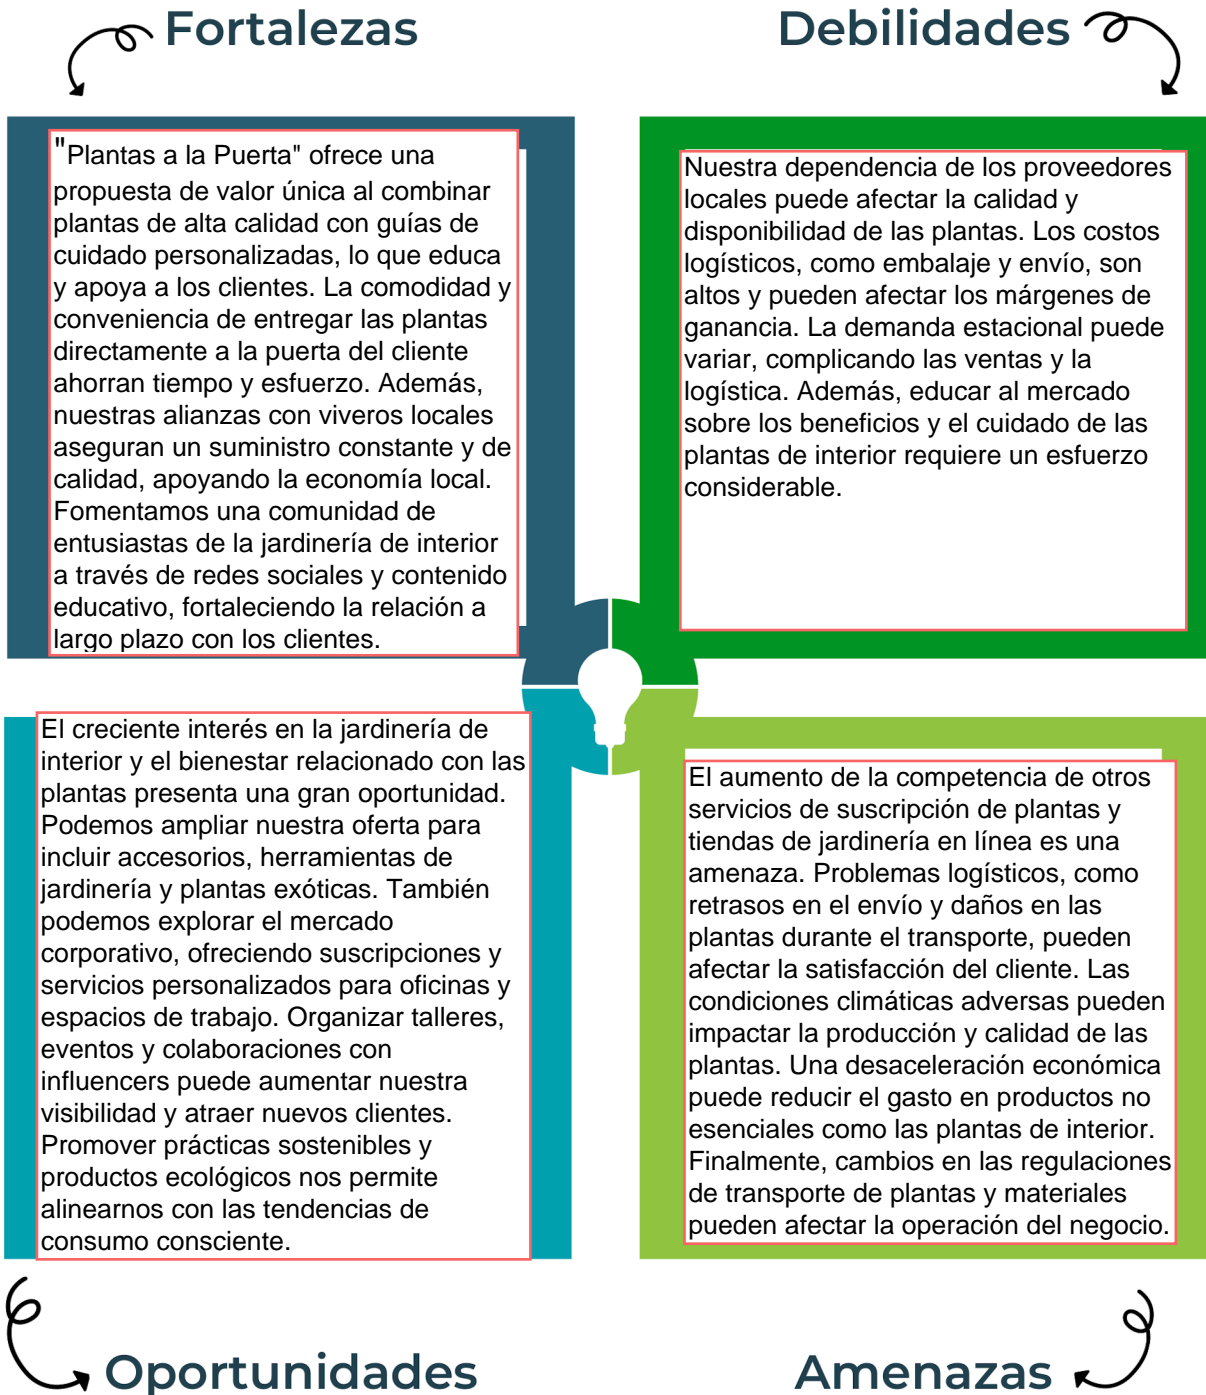 Fortalezas
"Plantas a la Puerta" ofrece una
propuesta de valor única al combinar
plantas de alta calidad con guías de
cuidado personalizadas, lo que educa
y apoya a los clientes. La comodidad y
conveniencia de entregar las plantas
directamente a la puerta del cliente
ahorran tiempo y esfuerzo. Además,
nuestras alianzas con viveros locales
aseguran un suministro constante y de
calidad, apoyando la economía local.
Fomentamos una comunidad de
entusiastas de la jardinería de interior
a través de redes sociales y contenido
educativo, fortaleciendo la relación a
largo plazo con los clientes.
Debilidades
Nuestra dependencia de los proveedores
locales puede afectar la calidad y
disponibilidad de las plantas. Los costos
logísticos, como embalaje y envío, son
altos y pueden afectar los márgenes de
ganancia. La demanda estacional puede
variar, complicando las ventas y la
logística. Además, educar al mercado
sobre los beneficios y el cuidado de las
plantas de interior requiere un esfuerzo
considerable.
El creciente interés en la jardinería de
interior y el bienestar relacionado con las
plantas presenta una gran oportunidad.
Podemos ampliar nuestra oferta para
incluir accesorios, herramientas de
jardinería y plantas exóticas. También
podemos explorar el mercado
corporativo, ofreciendo suscripciones y
servicios personalizados para oficinas y
espacios de trabajo. Organizar talleres,
eventos y colaboraciones con
influencers puede aumentar nuestra
visibilidad y atraer nuevos clientes.
Promover prácticas sostenibles y
productos ecológicos nos permite
alinearnos con las tendencias de
consumo consciente.
Oportunidades
El aumento de la competencia de otros
servicios de suscripción de plantas y
tiendas de jardinería en línea es una
amenaza. Problemas logísticos, como
retrasos en el envío y daños en las
plantas durante el transporte, pueden
afectar la satisfacción del cliente. Las
condiciones climáticas adversas pueden
impactar la producción y calidad de las
plantas. Una desaceleración económica
puede reducir el gasto en productos no
esenciales como las plantas de interior.
Finalmente, cambios en las regulaciones
de transporte de plantas y materiales
pueden afectar la operación del negocio.
Amenazas